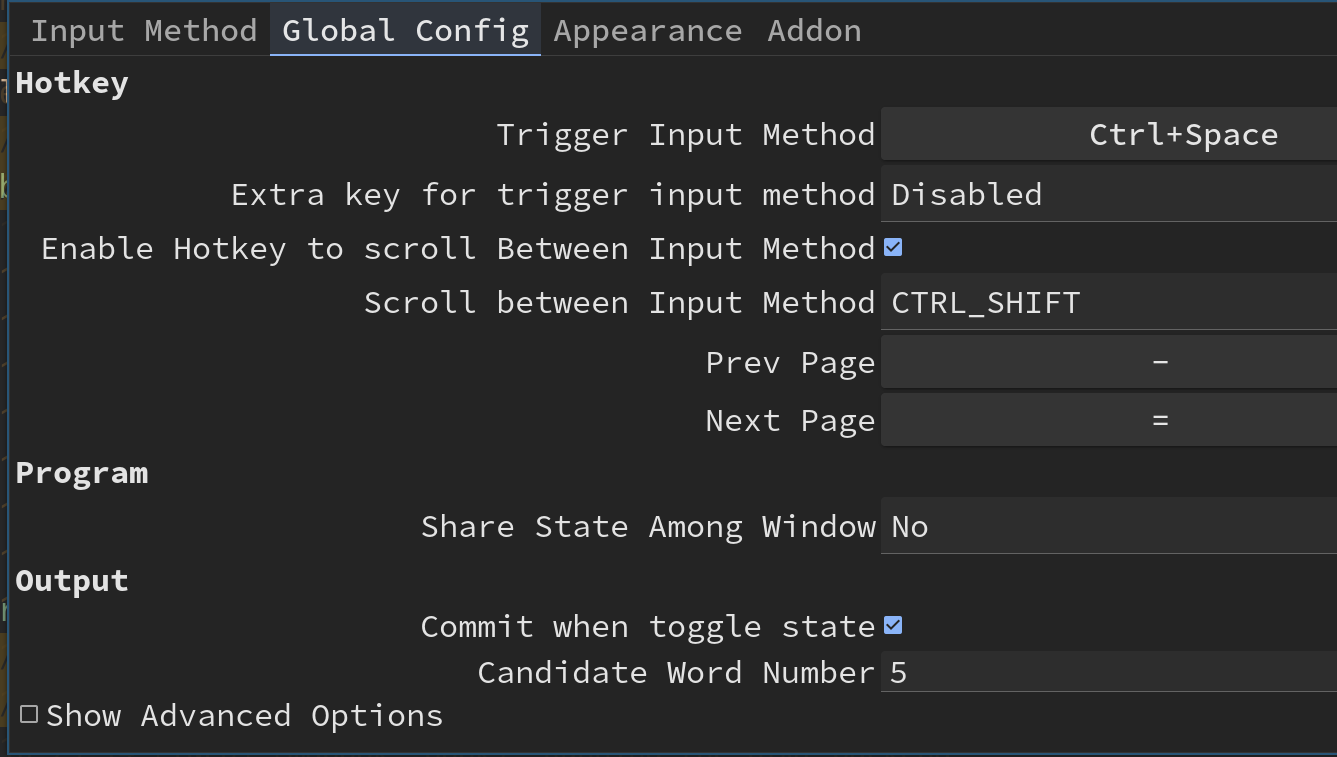 Input Method Global Config Appearance Addon
Hotkey
Trigger Input Method Ctrl+Space
Extra key for trigger input method Disabled
Enable Hotkey to scroll Between Input Method
Scroll between Input Method CTRL_SHIFT
Prev Page -
Next Page =
Program
Share State Among Window No
Output
Commit when toggle state
Candidate Word Number 5
Show Advanced Options